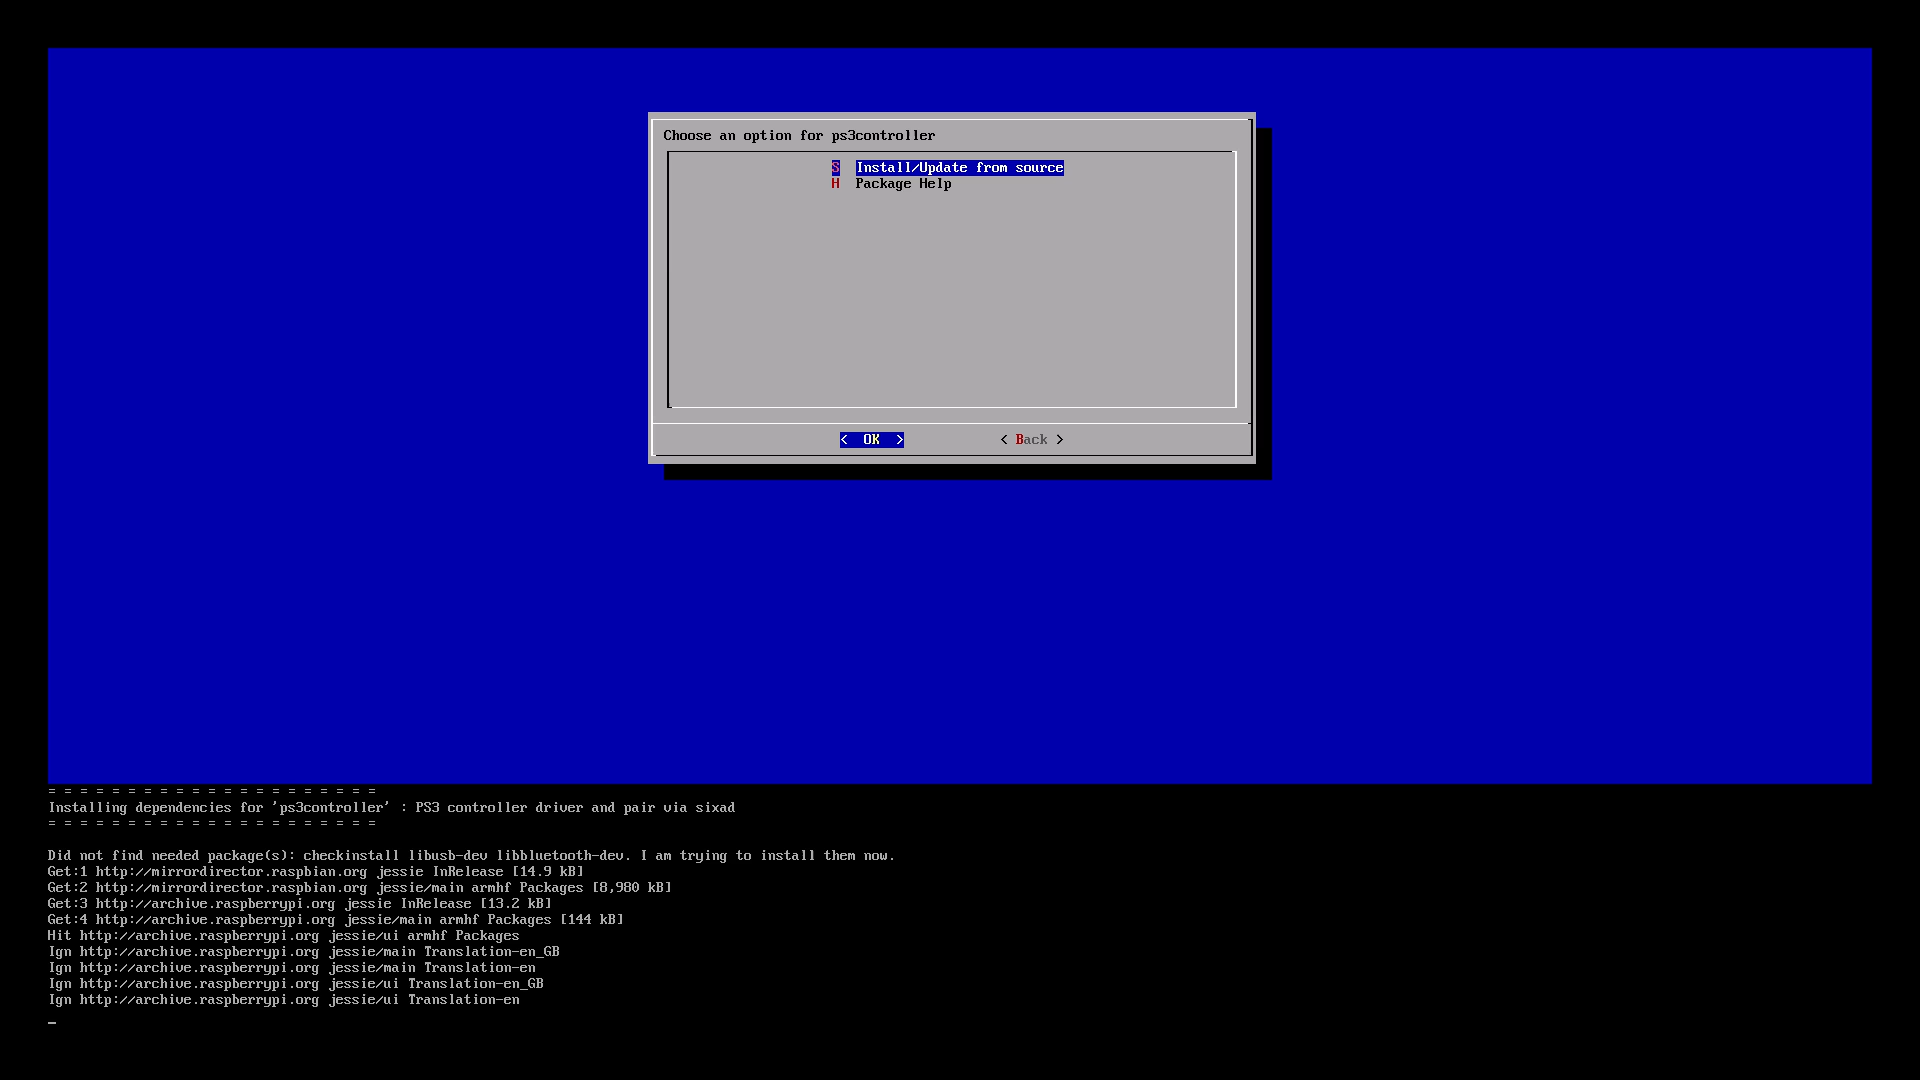 Choose an option for ps3controller
S Install/Update from source
H Package Help
< OK > < Back >
= = = = = = = = = = = = = = = = = = = = =
Installing dependencies for 'ps3controller' : PS3 controller driver and pair via sixad
= = = = = = = = = = = = = = = = = = = = =
Did not find needed package(s): checkinstall libusb-dev libbluetooth-dev. I am trying to install them now.
Get:1 http://mirrordirector.raspbian.org jessie InRelease [14.9 kB]
Get:2 http://mirrordirector.raspbian.org jessie/main armhf Packages [8,980 kB]
Get:3 http://archive.raspberrypi.org jessie InRelease [13.2 kB]
Get:4 http://archive.raspberrypi.org jessie/main armhf Packages [144 kB]
Hit http://archive.raspberrypi.org jessie/ui armhf Packages
Ign http://archive.raspberrypi.org jessie/main Translation-en_GB
Ign http://archive.raspberrypi.org jessie/main Translation-en
Ign http://archive.raspberrypi.org jessie/ui Translation-en_GB
Ign http://archive.raspberrypi.org jessie/ui Translation-en
_